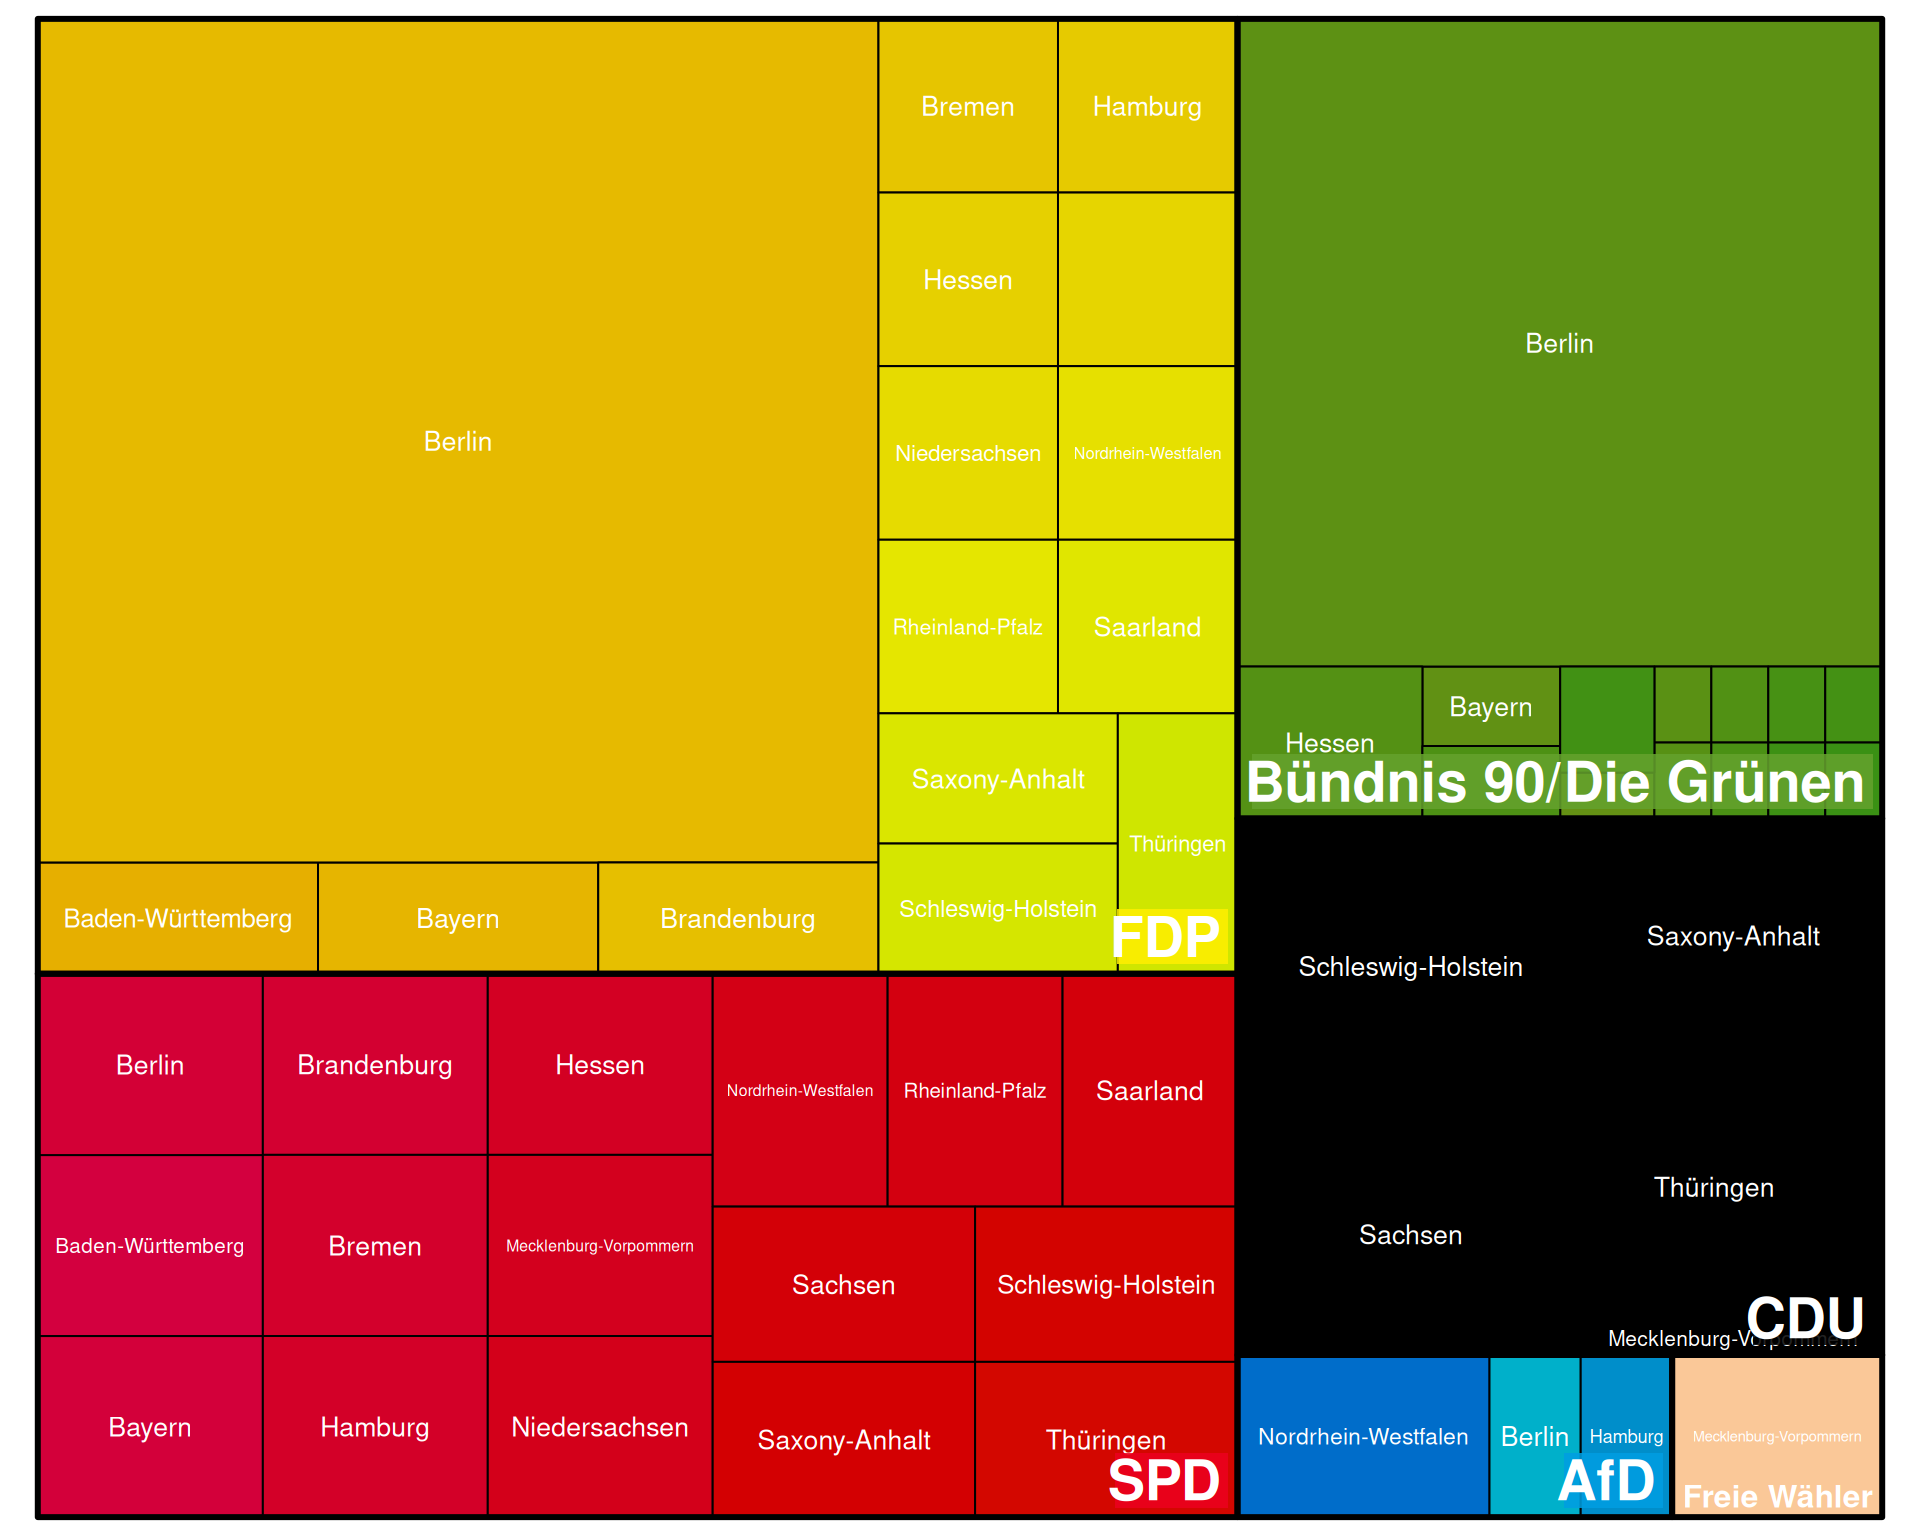 Berlin
Bremen
Hamburg
Hessen
Niedersachsen
Nordrhein-Westfalen
Rheinland-Pfalz
Saarland
Saxony-Anhalt
Thüringen
Schleswig-Holstein
Baden-Württemberg
Bayern
Brandenburg
FDP
Berlin
Hessen
Bayern
Bündnis 90/Die Grünen
Berlin
Brandenburg
Hessen
Nordrhein-Westfalen
Rheinland-Pfalz
Saarland
Baden-Württemberg
Bremen
Mecklenburg-Vorpommern
Sachsen
Schleswig-Holstein
Bayern
Hamburg
Niedersachsen
Saxony-Anhalt
Thüringen
SPD
Saxony-Anhalt
Schleswig-Holstein
Thüringen
Sachsen
CDU
Mecklenburg-Vorpommern
Nordrhein-Westfalen
Berlin
Hamburg
AfD
Mecklenburg-Vorpommern
Freie Wähler